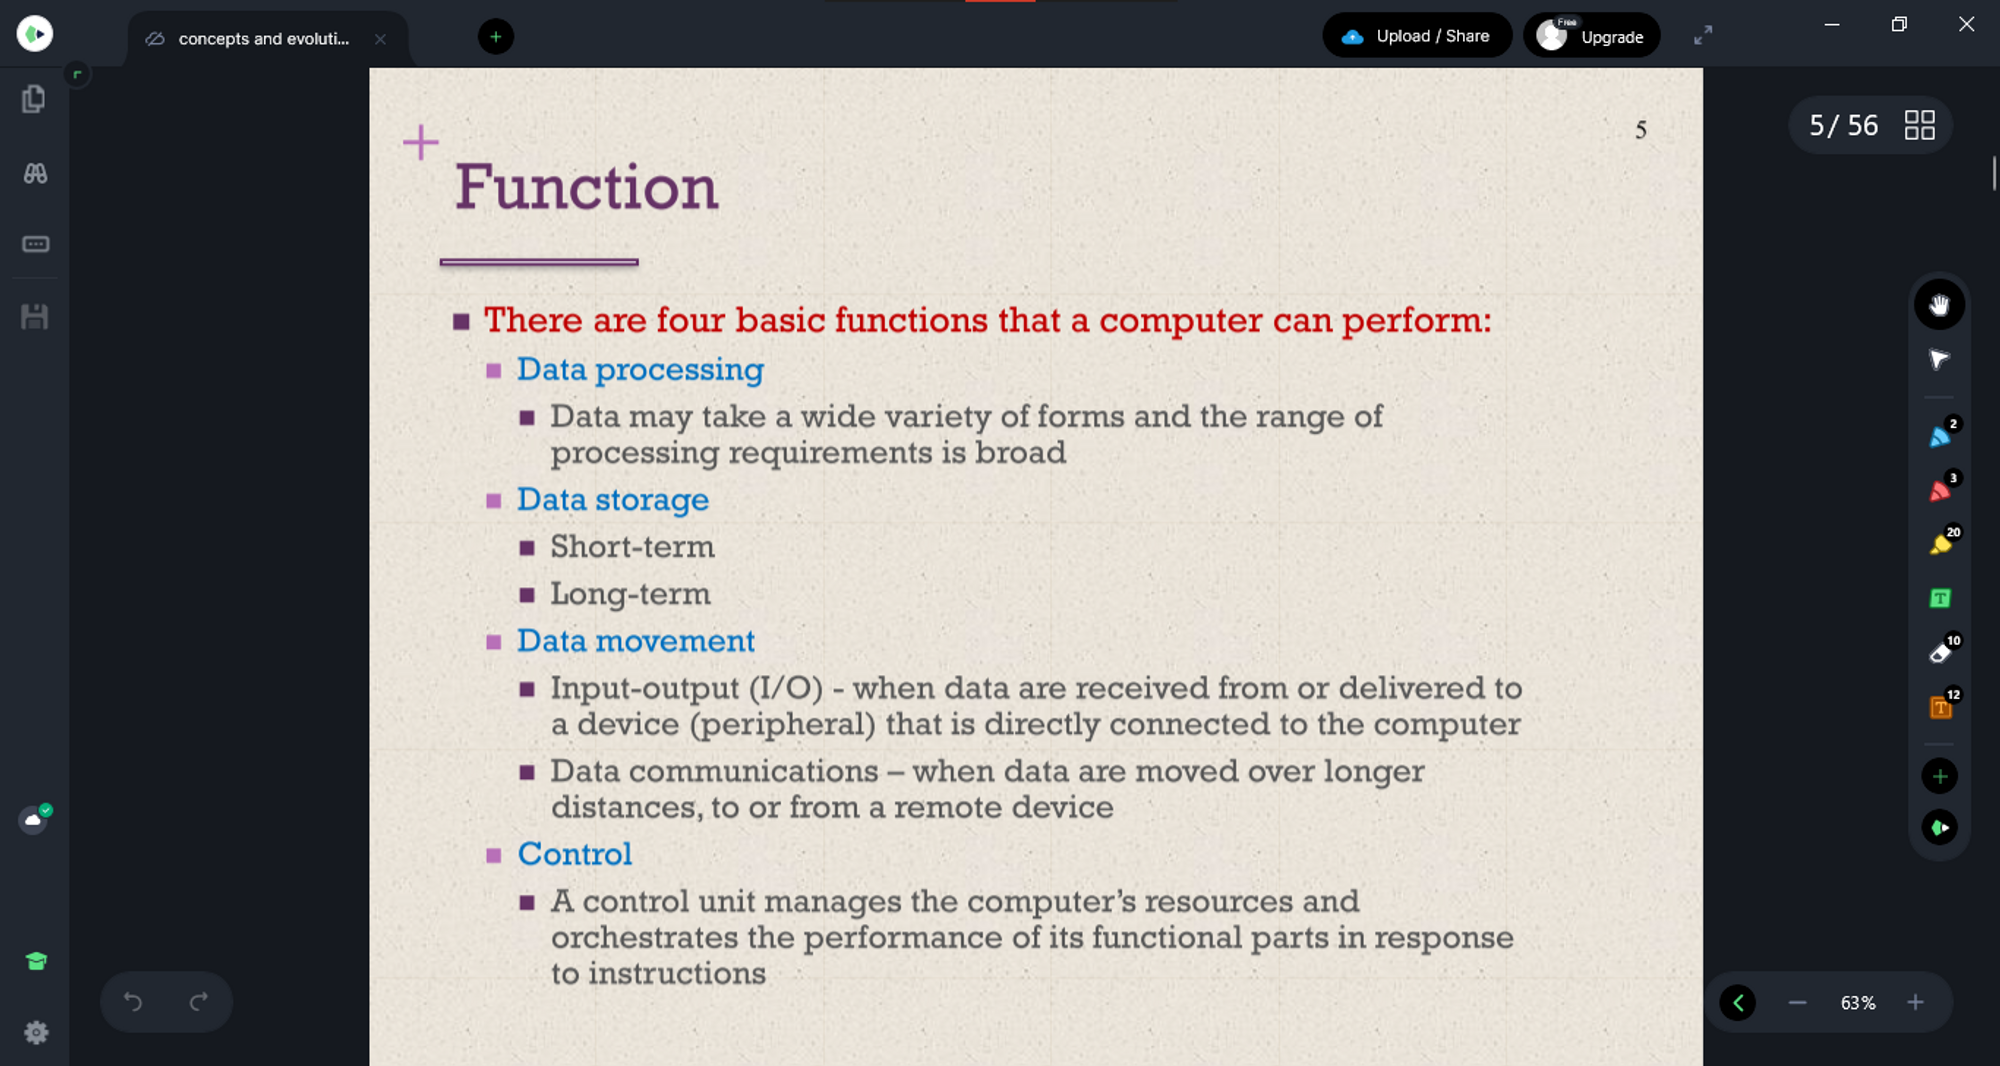 concepts and evoluti...
Upload / Share
Free
Upgrade
5/ 56
5
Function
There are four basic functions that a computer can perform:
Data processing
Data may take a wide variety of forms and the range of
processing requirements is broad
Data storage
Short-term
Long-term
Data movement
Input-output (I/O) - when data are received from or delivered to
a device (peripheral) that is directly connected to the computer
Data communications – when data are moved over longer
distances, to or from a remote device
Control
A control unit manages the computer’s resources and
orchestrates the performance of its functional parts in response
to instructions
2
3
20
T
10
12
T
63%